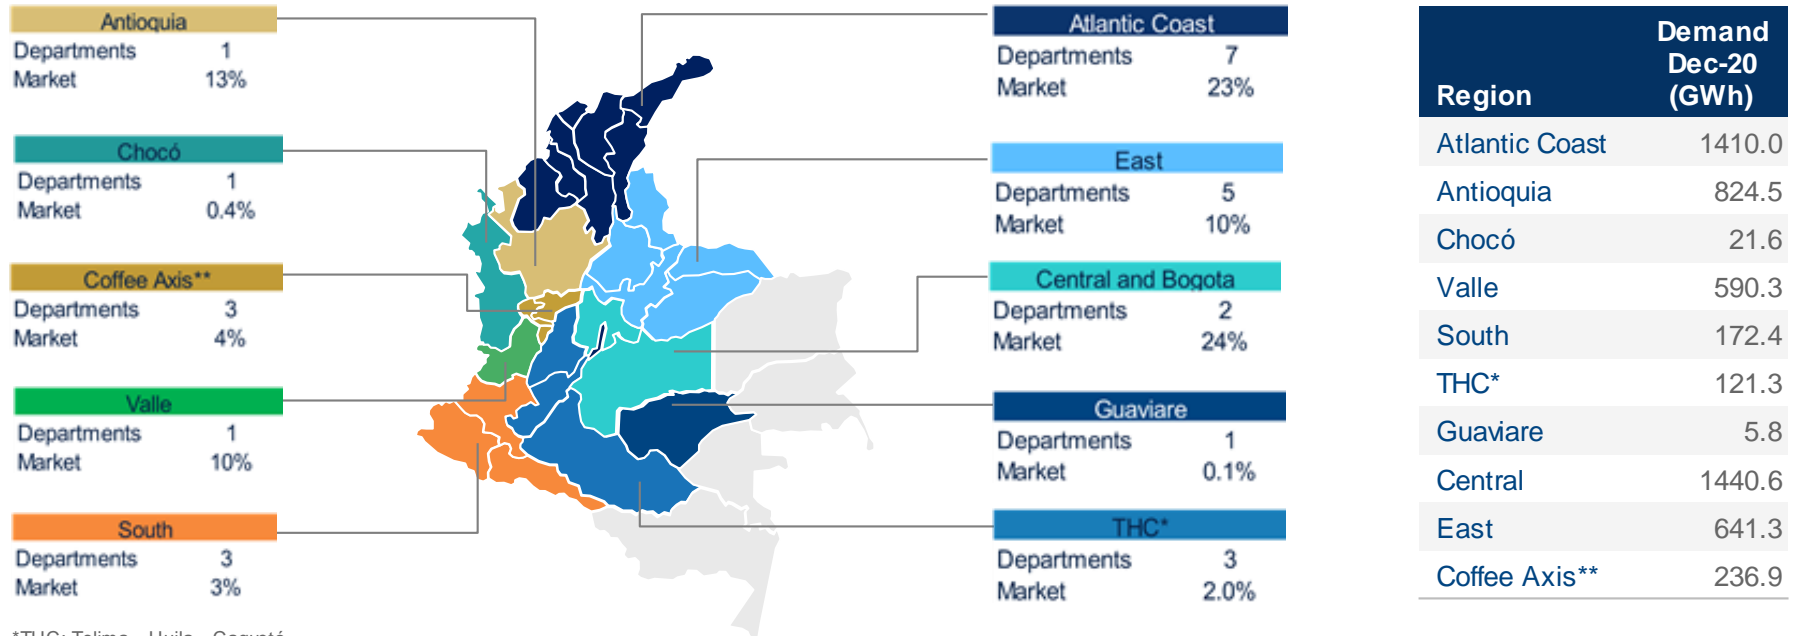 Antioquia
Departments 1
Market 13%
Chocó
Departments 1
Market 0.4%
Coffee Axis**
Departments 3
Market 4%
Valle
Departments 1
Market 10%
South
Departments 3
Market 3%
Atlantic Coast
Departments 7
Market 23%
East
Departments 5
Market 10%
Central and Bogota
Departments 2
Market 24%
Guaviare
Departments 1
Market 0.1%
THC*
Departments 3
Market 2.0%
Demand
Dec-20
Region (GWh)
Atlantic Coast 1410.0
Antioquia 824.5
Chocó 21.6
Valle 590.3
South 172.4
THC* 121.3
Guaviare 5.8
Central 1440.6
East 641.3
Coffee Axis** 236.9
*THC: Tolima - Huila - Caquetá